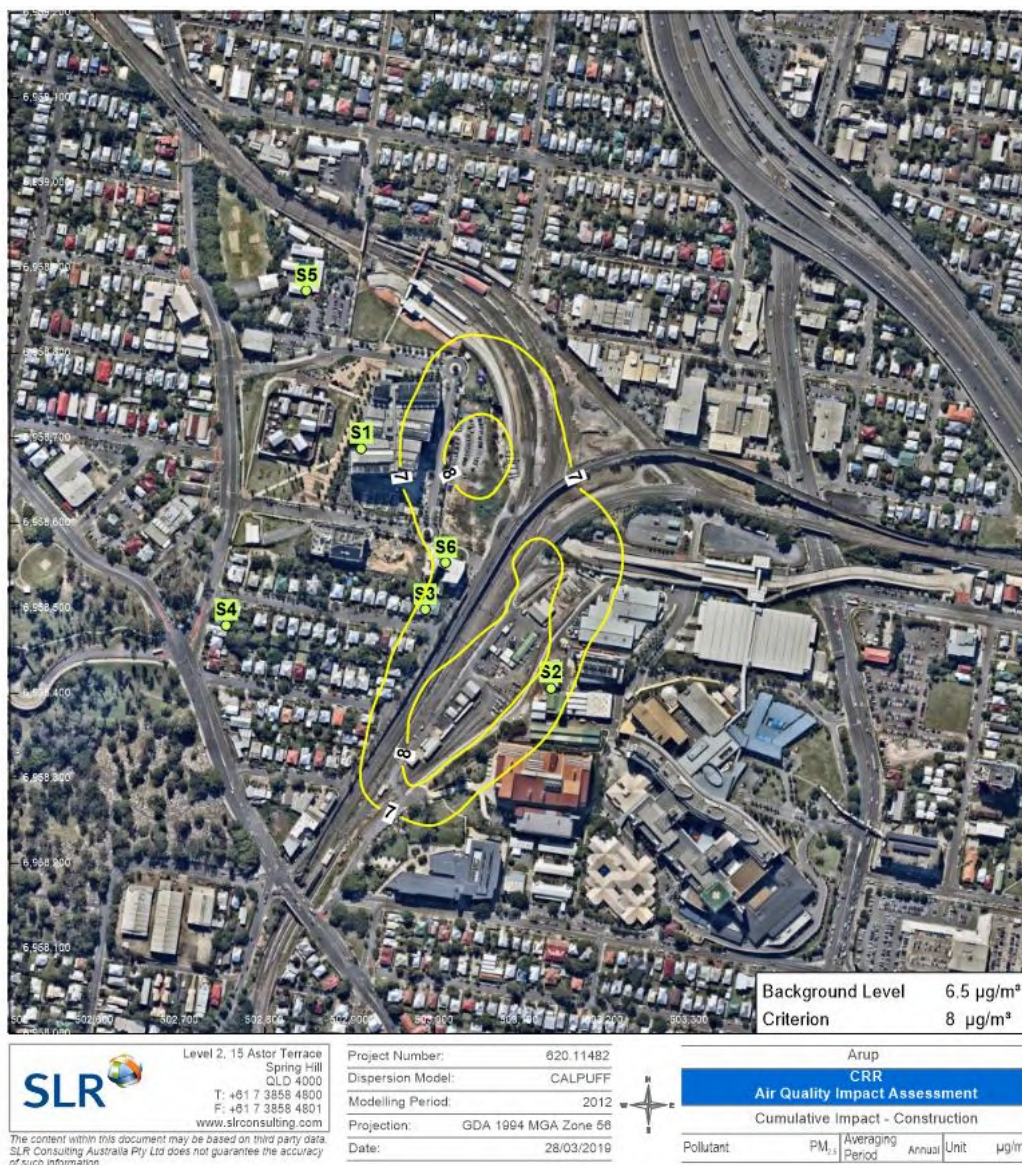 6,959,100
6,959,000
S5
S1
7
8
7
6,958,600
S6
S3
6,958,500
S4
S2
6,958,400
8
6,958,300
7
6,958,200
6,958,100
502,700
502,800
502,900
503,000
503,100
503,200
503,300
Background Level 6.5 µg/m³
Criterion 8 µg/m³
SLR
Level 2, 15 Astor Terrace
Spring Hill
QLD 4000
T: +61 7 3858 4800
F: +61 7 3858 4801
www.slrconsulting.com
The content within this document may be based on third party data.
SLR Consulting Australia Pty Ltd does not guarantee the accuracy
of such information.
Project Number: 620.11482
Dispersion Model: CALPUFF
Modelling Period: 2012
Projection: GDA 1994 MGA Zone 56
Date: 28/03/2019
N
W E
S
Arup
CRR
Air Quality Impact Assessment
Cumulative Impact - Construction
Pollutant PM2.5 Averaging Period Annual Unit µg/m